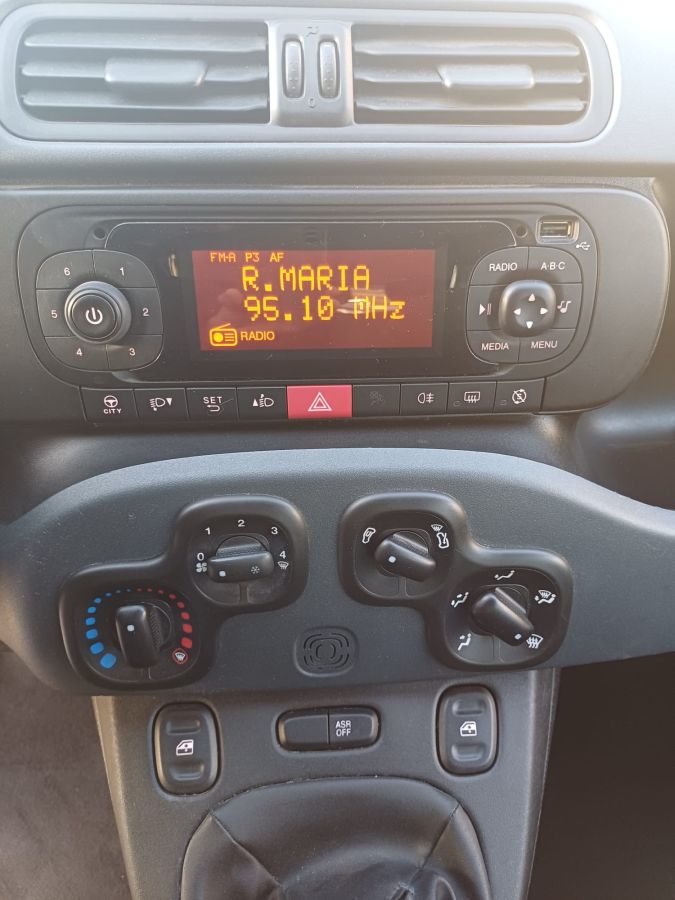 FM-A P3 AF
R.MARIA
95.10 MHz
RADIO
6 1
5 2
4 3
RADIO A·B·C
MEDIA MENU
CITY
SET
0 1 2 3 4
ASR
OFF